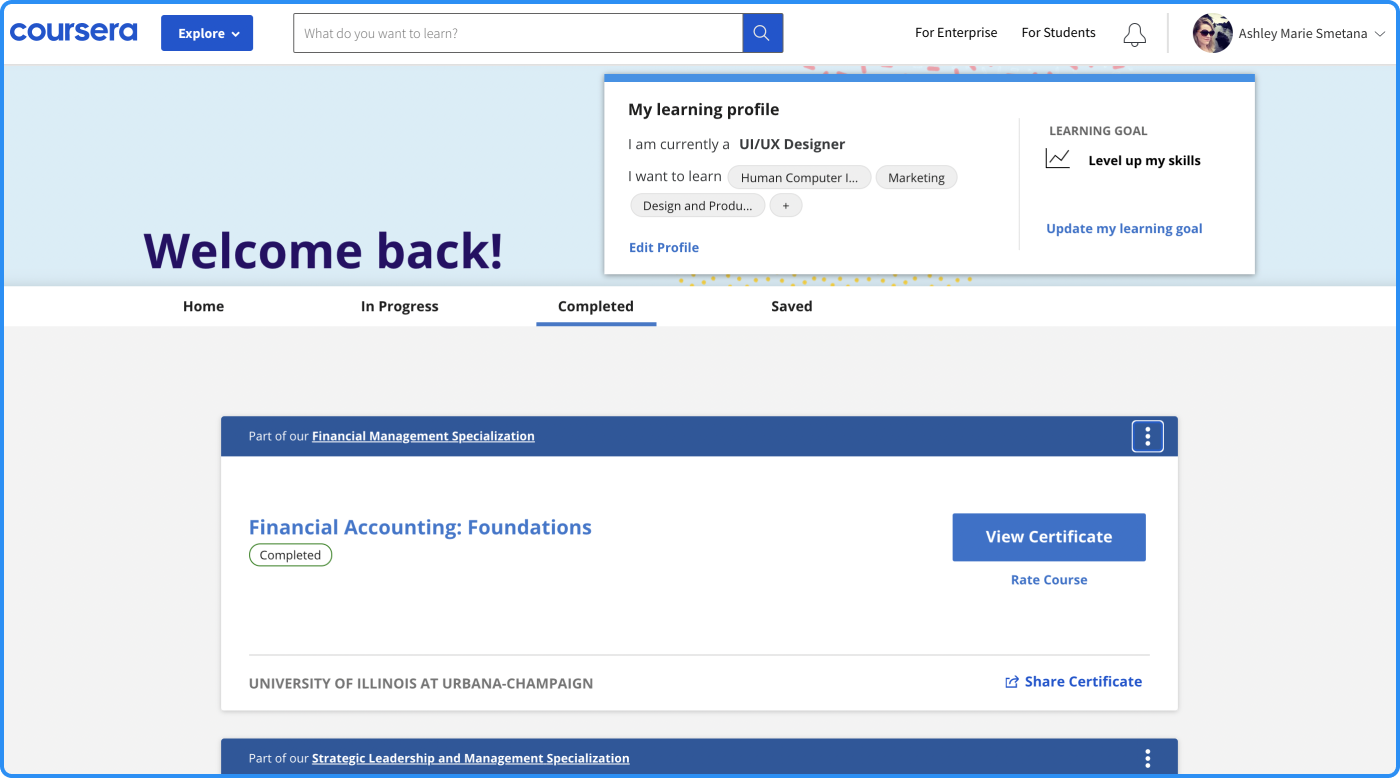 coursera
Explore
What do you want to learn?
For Enterprise
For Students
Ashley Marie Smetana
Welcome back!
My learning profile
I am currently a UI/UX Designer
I want to learn Human Computer I... Marketing
Design and Produ... +
Edit Profile
LEARNING GOAL
Level up my skills
Update my learning goal
Home
In Progress
Completed
Saved
Part of our Financial Management Specialization
Financial Accounting: Foundations
Completed
View Certificate
Rate Course
UNIVERSITY OF ILLINOIS AT URBANA-CHAMPAIGN
Share Certificate
Part of our Strategic Leadership and Management Specialization